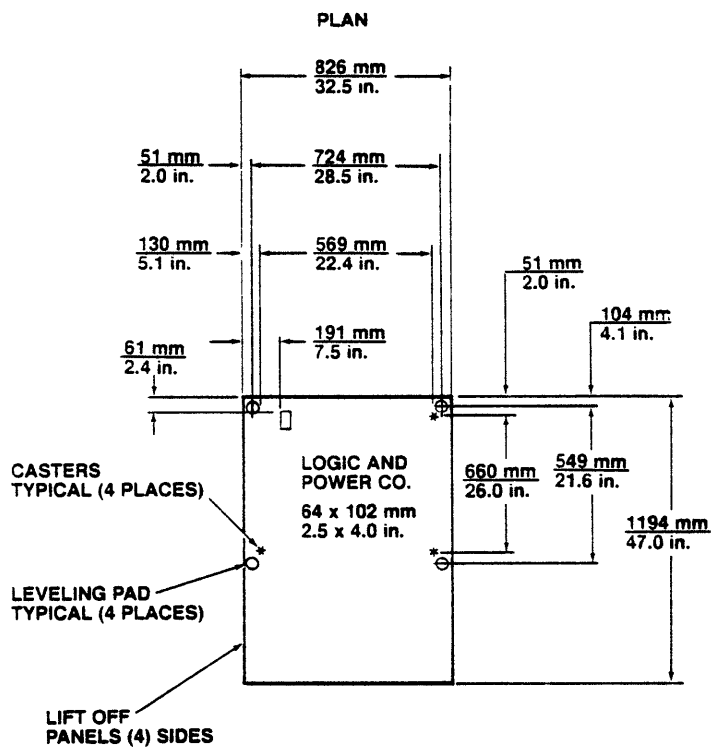 PLAN
826 mm
32.5 in.
51 mm
2.0 in.
724 mm
28.5 in.
130 mm
5.1 in.
569 mm
22.4 in.
51 mm
2.0 in.
61 mm
2.4 in.
191 mm
7.5 in.
104 mm
4.1 in.
CASTERS
TYPICAL (4 PLACES)
LOGIC AND
POWER CO.
64 x 102 mm
2.5 x 4.0 in.
660 mm
26.0 in.
549 mm
21.6 in.
1194 mm
47.0 in.
LEVELING PAD
TYPICAL (4 PLACES)
LIFT OFF
PANELS (4) SIDES